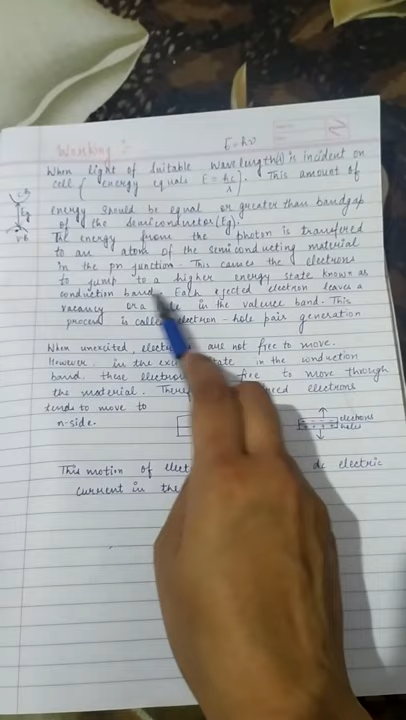 E = hν
Working :
When light of Suitable wavelength(λ) is incident on
cell { energy equals E = hc/λ }. This amount of
energy should be equal or greater than bandgap
of the semiconductor (Eg).
CB
Eg
VB
The energy from the photon is transferred
to an atom of the semiconducting material
in the pn junction. This causes the electrons
to jump to a higher energy state known as
conduction band. Each ejected electron leaves a
vacancy or a in the valence band. This
process is called electron - hole pair generation
When unexcited, are not free to move.
However, in the state in the conduction
band, these free to move through
the material. electrons
tends to move to
n-side.
electrons
holes
This motion of dc electric
current in the